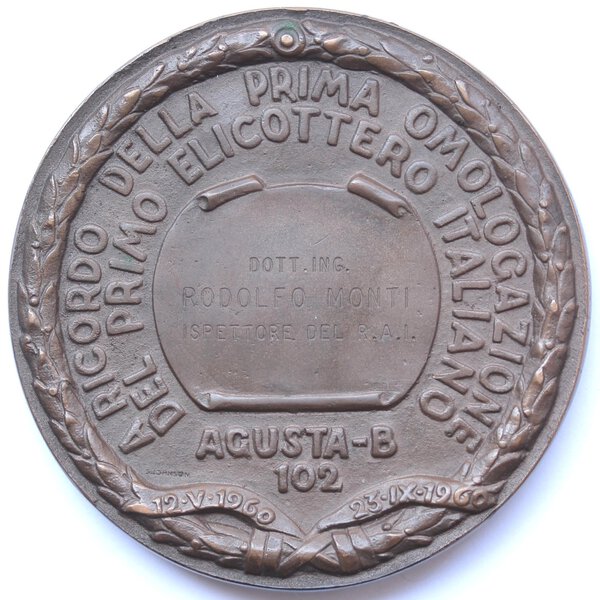 A RICORDO DELLA PRIMA OMOLOGAZIONE
DEL PRIMO ELICOTTERO ITALIANO
DOTT. ING.
RODOLFO MONTI
ISPETTORE DEL R.A.I.
AGUSTA-B
102
S.JOHNSON
12·V·1960
23·IX·1960